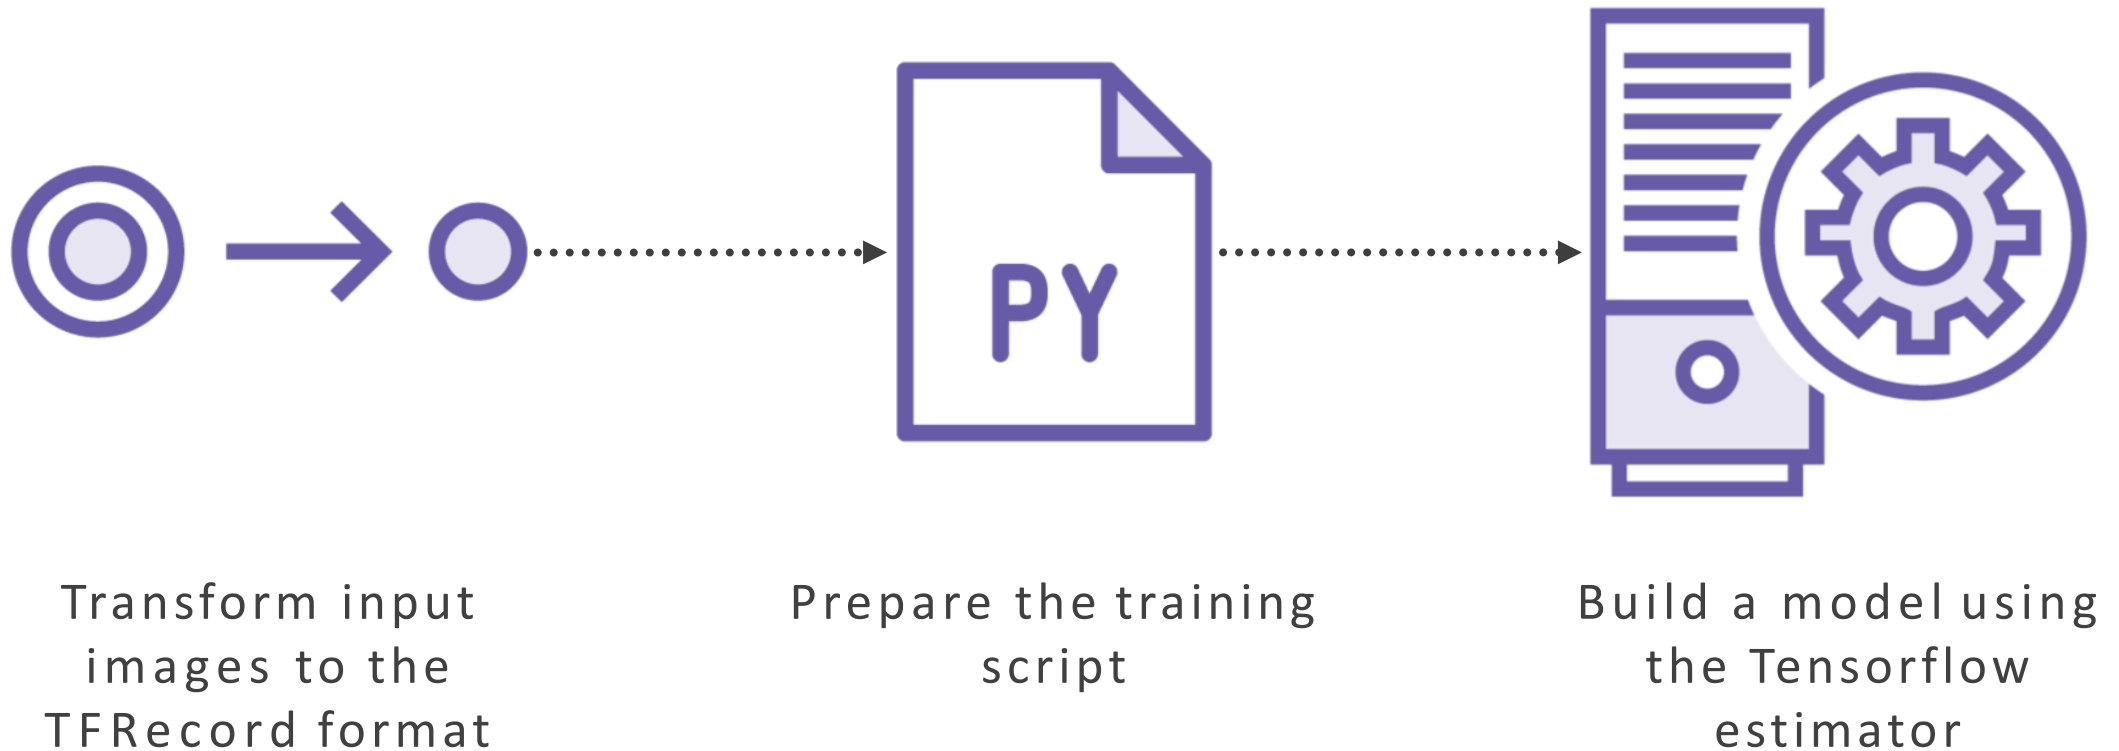 PY
Transform input
images to the
TFRecord format
Prepare the training
script
Build a model using
the Tensorflow
estimator